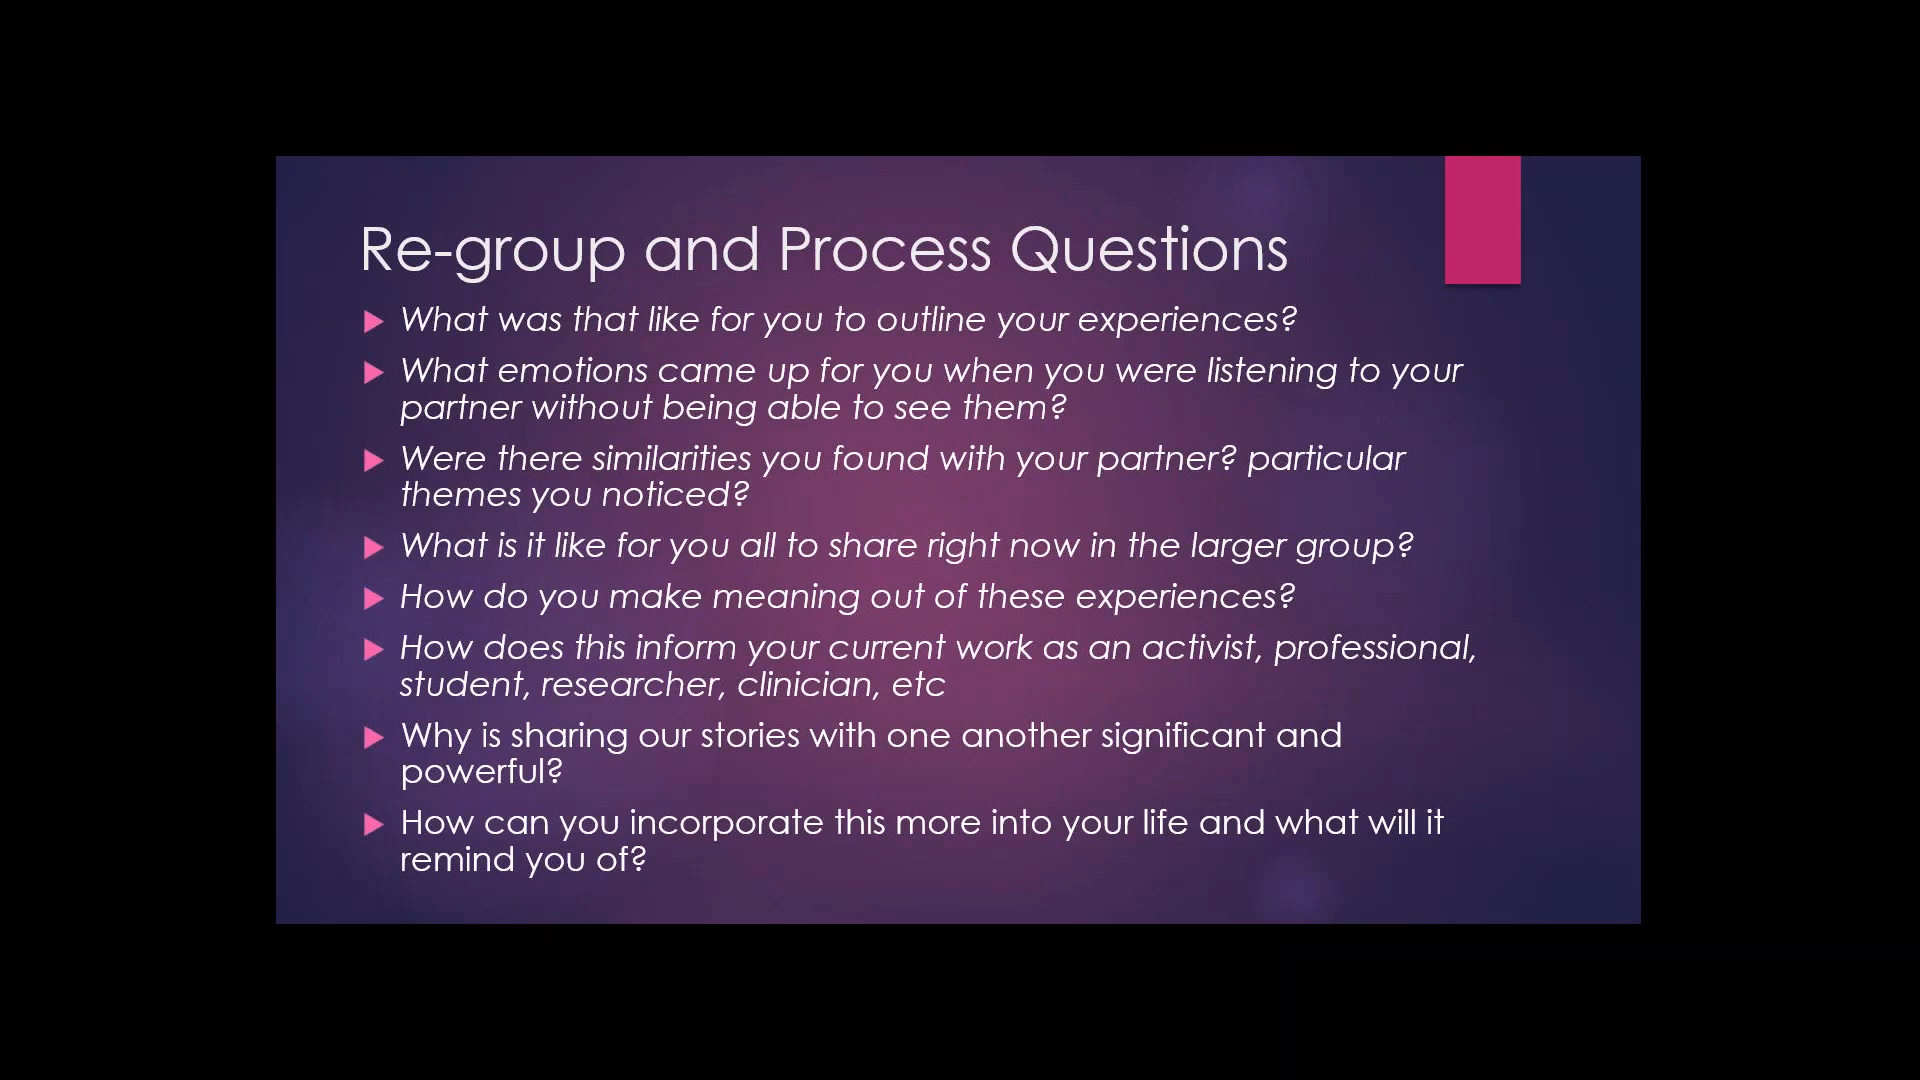 Re-group and Process Questions
What was that like for you to outline your experiences?
What emotions came up for you when you were listening to your
partner without being able to see them?
Were there similarities you found with your partner? particular
themes you noticed?
What is it like for you all to share right now in the larger group?
How do you make meaning out of these experiences?
How does this inform your current work as an activist, professional,
student, researcher, clinician, etc
Why is sharing our stories with one another significant and
powerful?
How can you incorporate this more into your life and what will it
remind you of?